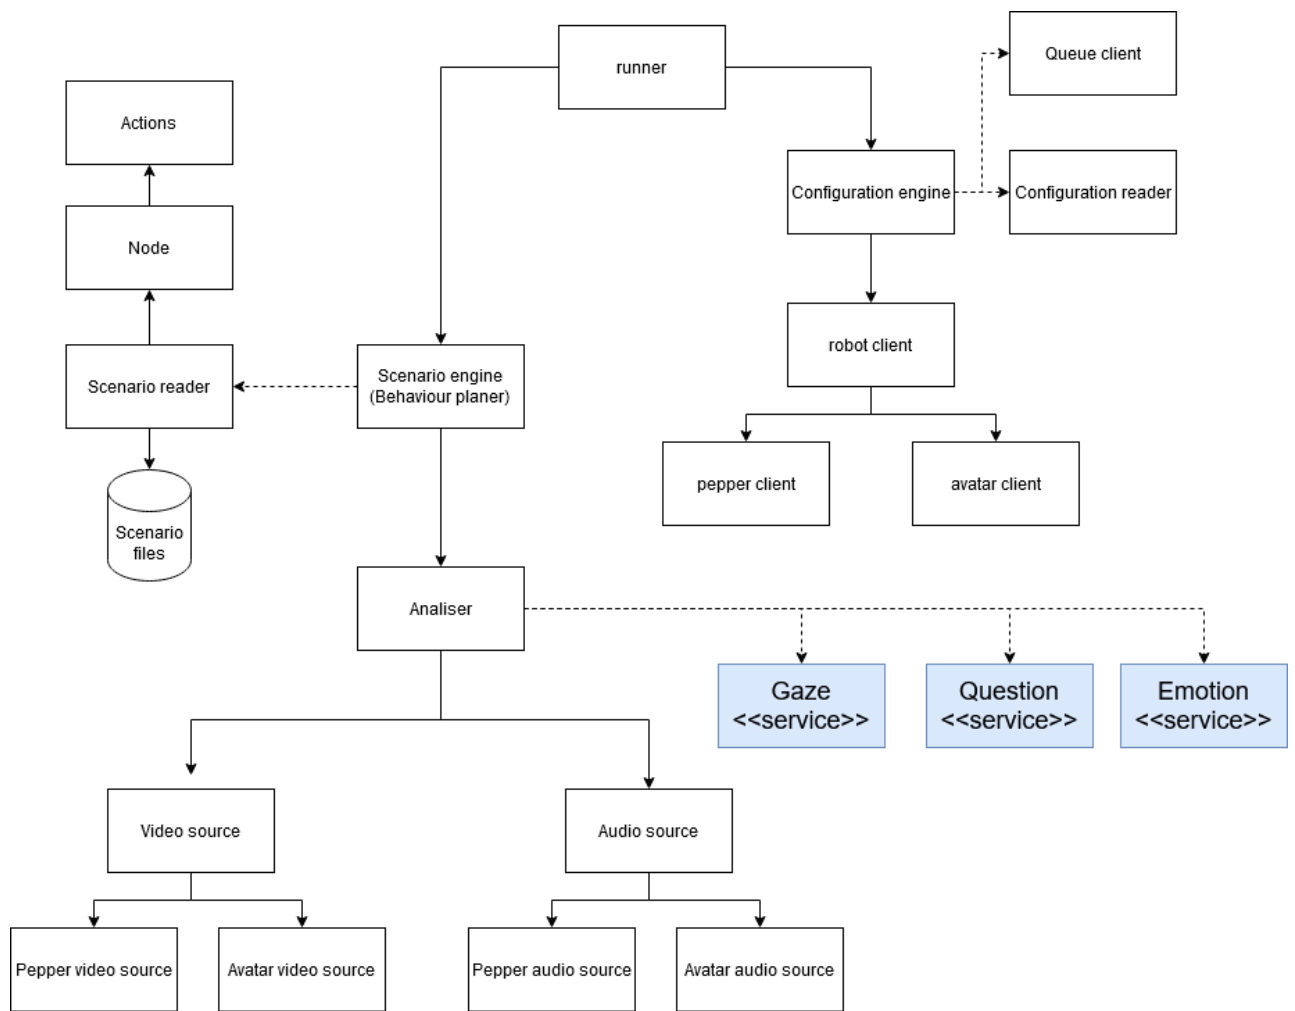 runner
Queue client
Actions
Configuration engine
Configuration reader
Node
robot client
Scenario reader
Scenario engine
(Behaviour planer)
pepper client
avatar client
Scenario
files
Analiser
Gaze
<<service>>
Question
<<service>>
Emotion
<<service>>
Video source
Audio source
Pepper video source
Avatar video source
Pepper audio source
Avatar audio source